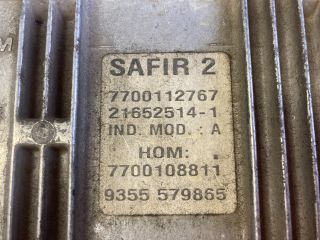 M
SAFIR 2
7700112767
21652514-1
IND. MOD. : A
HOM: .
7700108811
9355 579865